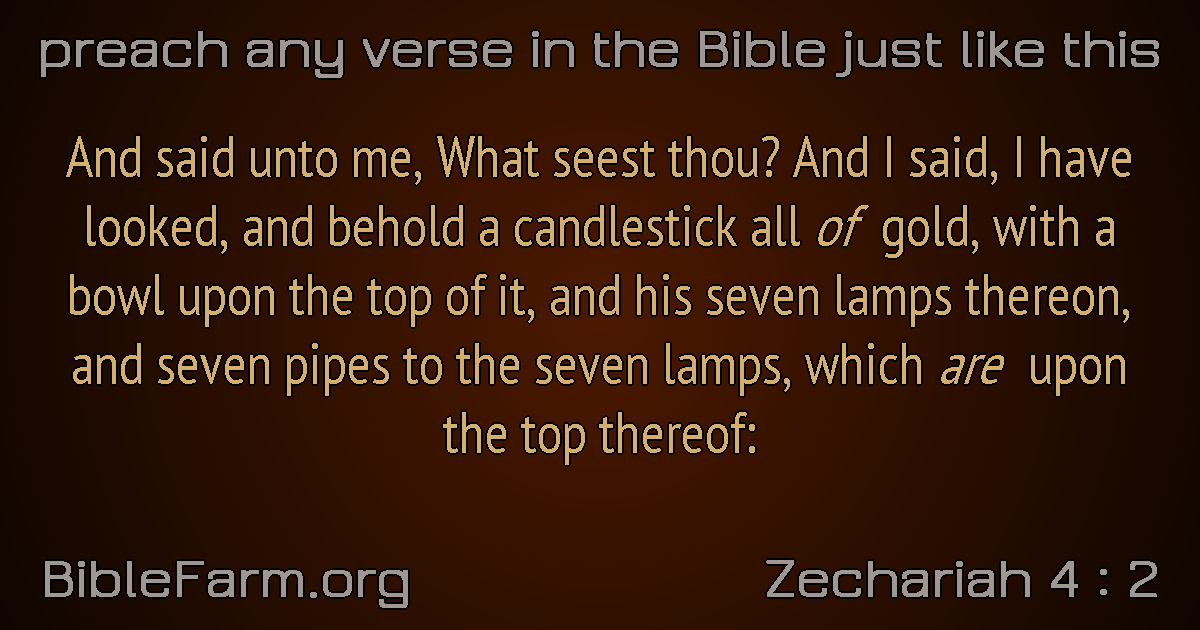 preach any verse in the Bible just like this
And said unto me, What seest thou? And I said, I have
looked, and behold a candlestick all of gold, with a
bowl upon the top of it, and his seven lamps thereon,
and seven pipes to the seven lamps, which are upon
the top thereof:
BibleFarm.org
Zechariah 4 : 2